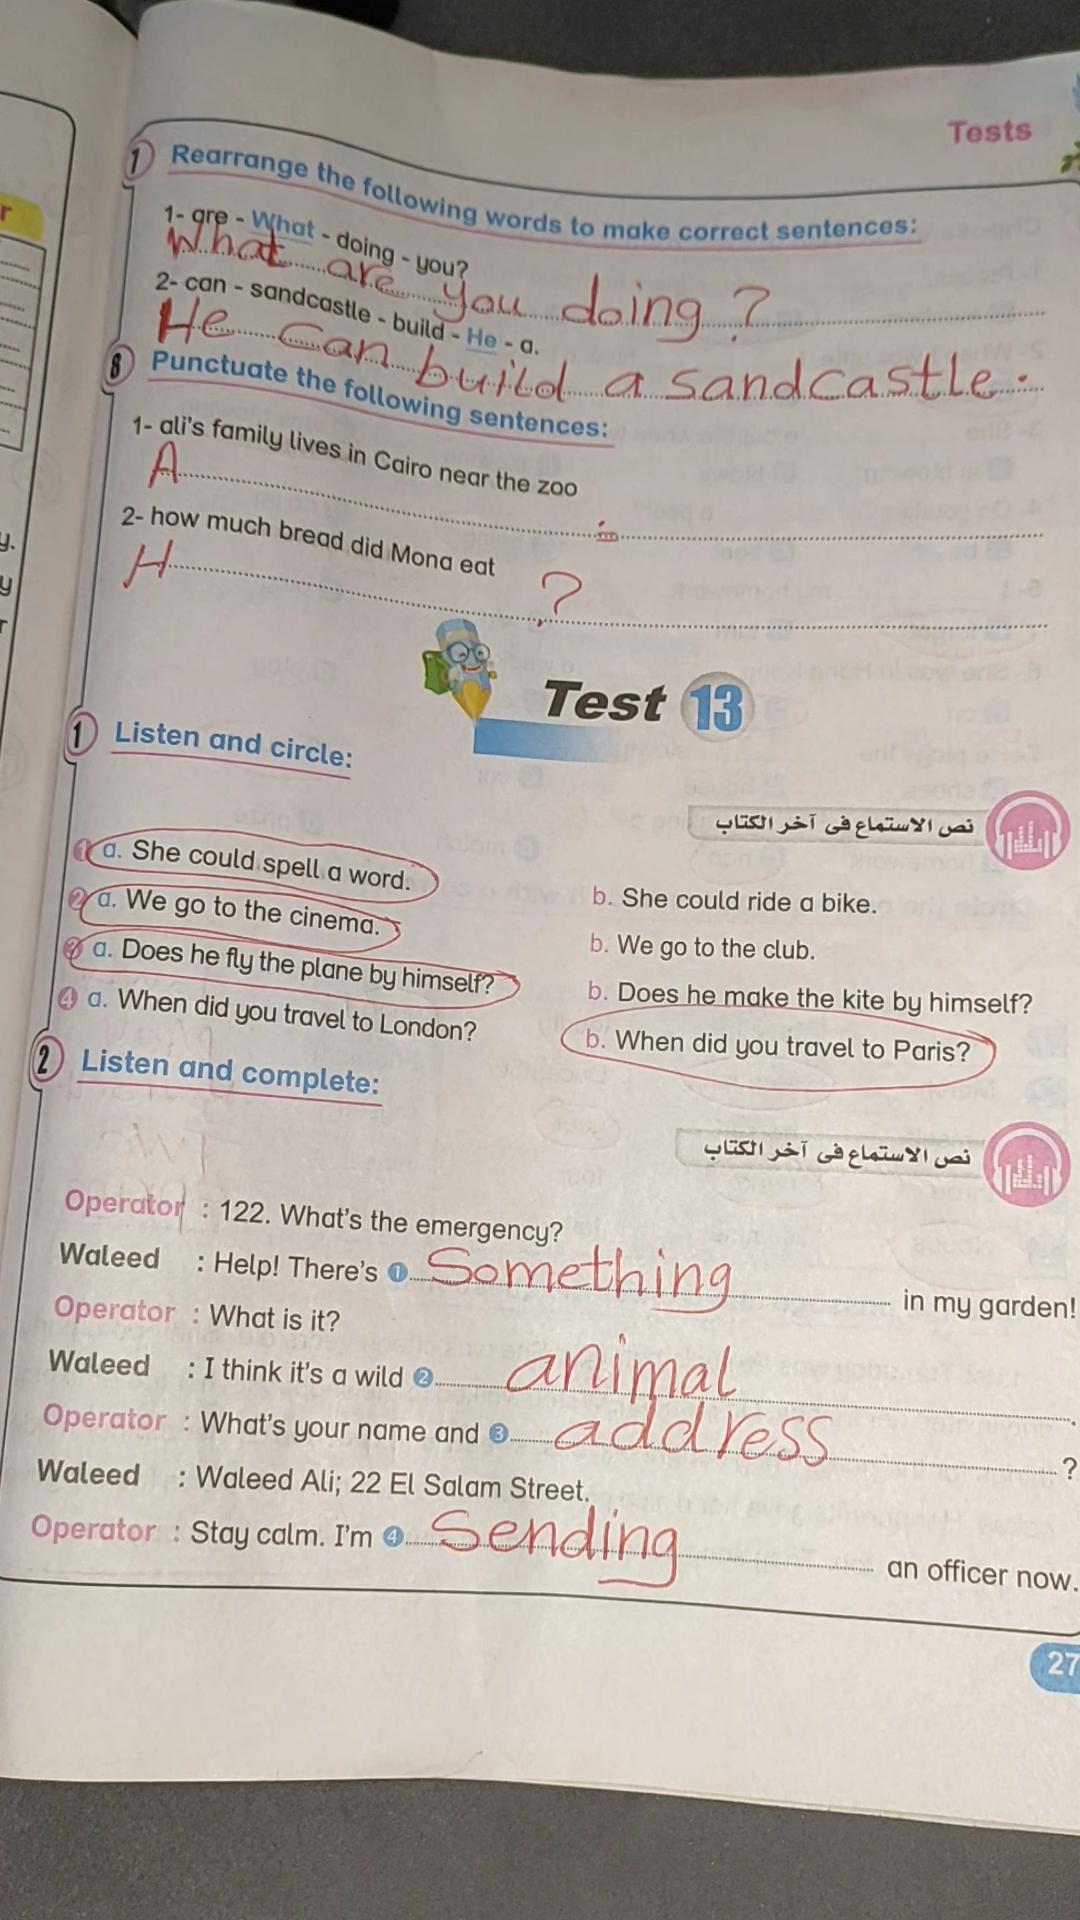 Tests
1 Rearrange the following words to make correct sentences:
1- are - What - doing - you?
What are you doing ?
2- can - sandcastle - build - He - a.
He can build a sandcastle.
8 Punctuate the following sentences:
1- ali's family lives in Cairo near the zoo
A .
2- how much bread did Mona eat
H ?
Test 13
1 Listen and circle:
نص الاستماع فى آخر الكتاب
1 a. She could spell a word. b. She could ride a bike.
2 a. We go to the cinema. b. We go to the club.
a. Does he fly the plane by himself? b. Does he make the kite by himself?
4 a. When did you travel to London? b. When did you travel to Paris?
2 Listen and complete:
نص الاستماع فى آخر الكتاب
Operator : 122. What's the emergency?
Waleed : Help! There's 1 Something in my garden!
Operator : What is it?
Waleed : I think it's a wild 2 animal .
Operator : What's your name and 3 address ?
Waleed : Waleed Ali; 22 El Salam Street.
Operator : Stay calm. I'm 4 Sending an officer now.
27